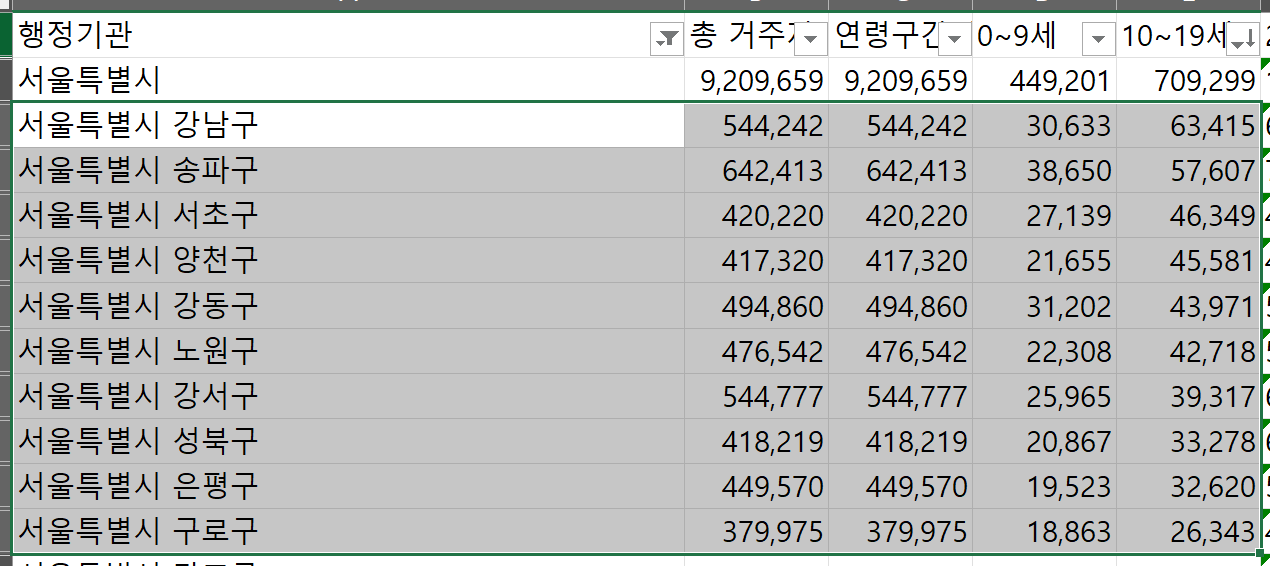 행정기관 총 거주자 연령구간 0~9세 10~19세
서울특별시 9,209,659 9,209,659 449,201 709,299
서울특별시 강남구 544,242 544,242 30,633 63,415
서울특별시 송파구 642,413 642,413 38,650 57,607
서울특별시 서초구 420,220 420,220 27,139 46,349
서울특별시 양천구 417,320 417,320 21,655 45,581
서울특별시 강동구 494,860 494,860 31,202 43,971
서울특별시 노원구 476,542 476,542 22,308 42,718
서울특별시 강서구 544,777 544,777 25,965 39,317
서울특별시 성북구 418,219 418,219 20,867 33,278
서울특별시 은평구 449,570 449,570 19,523 32,620
서울특별시 구로구 379,975 379,975 18,863 26,343